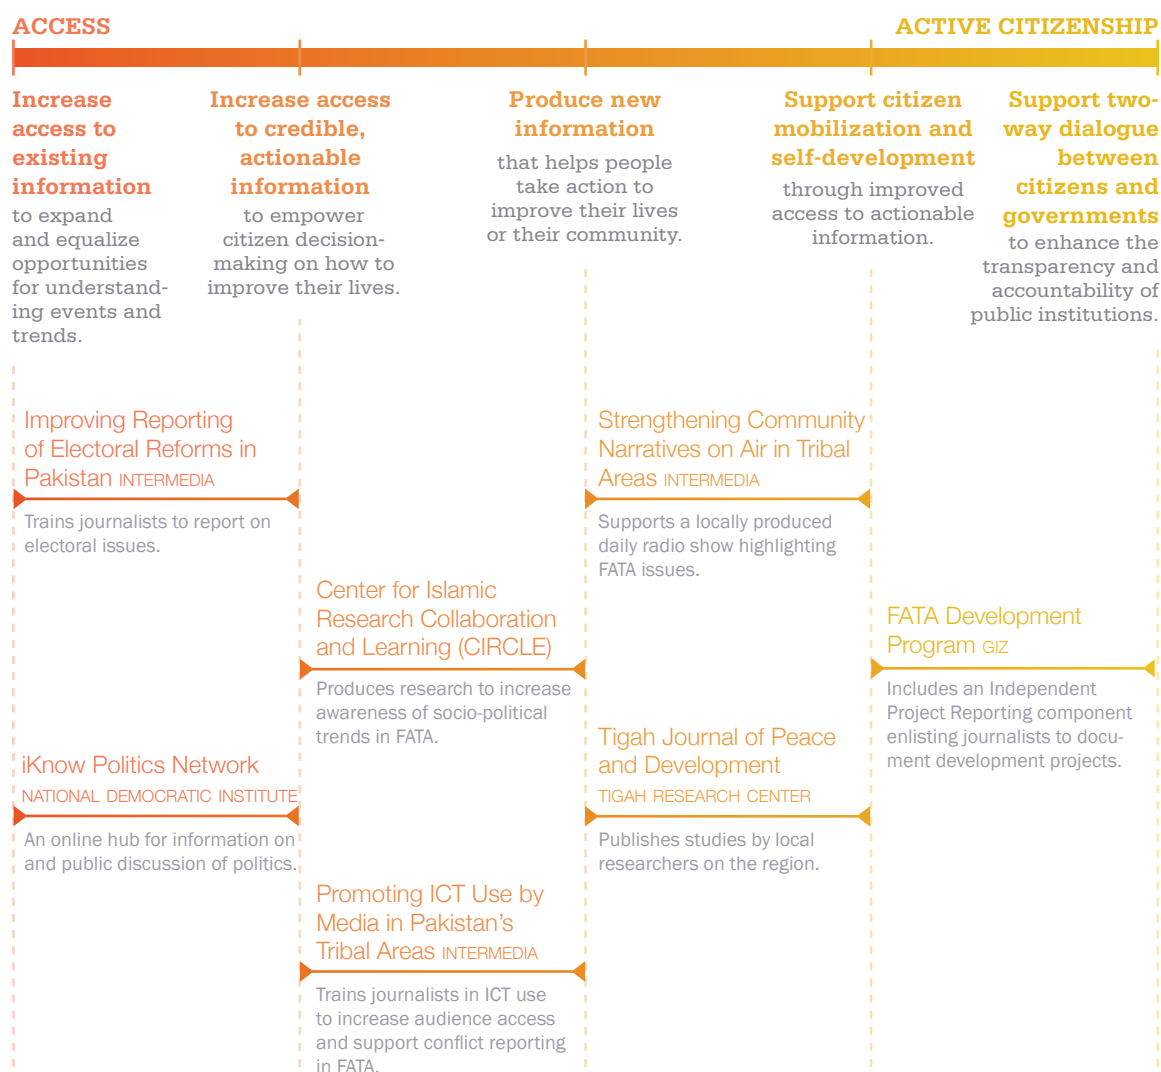 ACCESS
ACTIVE CITIZENSHIP
Increase
access to
existing
information
to expand
and equalize
opportunities
for understand-
ing events and
trends.
Increase access
to credible,
actionable
information
to empower
citizen decision-
making on how to
improve their lives.
Produce new
information
that helps people
take action to
improve their lives
or their community.
Support citizen
mobilization and
self-development
through improved
access to actionable
information.
Support two-
way dialogue
between
citizens and
governments
to enhance the
transparency and
accountability of
public institutions.
Improving Reporting
of Electoral Reforms in
Pakistan INTERMEDIA
Trains journalists to report on
electoral issues.
iKnow Politics Network
NATIONAL DEMOCRATIC INSTITUTE
An online hub for information on
and public discussion of politics.
Center for Islamic
Research Collaboration
and Learning (CIRCLE)
Produces research to increase
awareness of socio-political
trends in FATA.
Promoting ICT Use by
Media in Pakistan’s
Tribal Areas INTERMEDIA
Trains journalists in ICT use
to increase audience access
and support conflict reporting
in FATA.
Strengthening Community
Narratives on Air in Tribal
Areas INTERMEDIA
Supports a locally produced
daily radio show highlighting
FATA issues.
Tigah Journal of Peace
and Development
TIGAH RESEARCH CENTER
Publishes studies by local
researchers on the region.
FATA Development
Program GIZ
Includes an Independent
Project Reporting component
enlisting journalists to docu-
ment development projects.